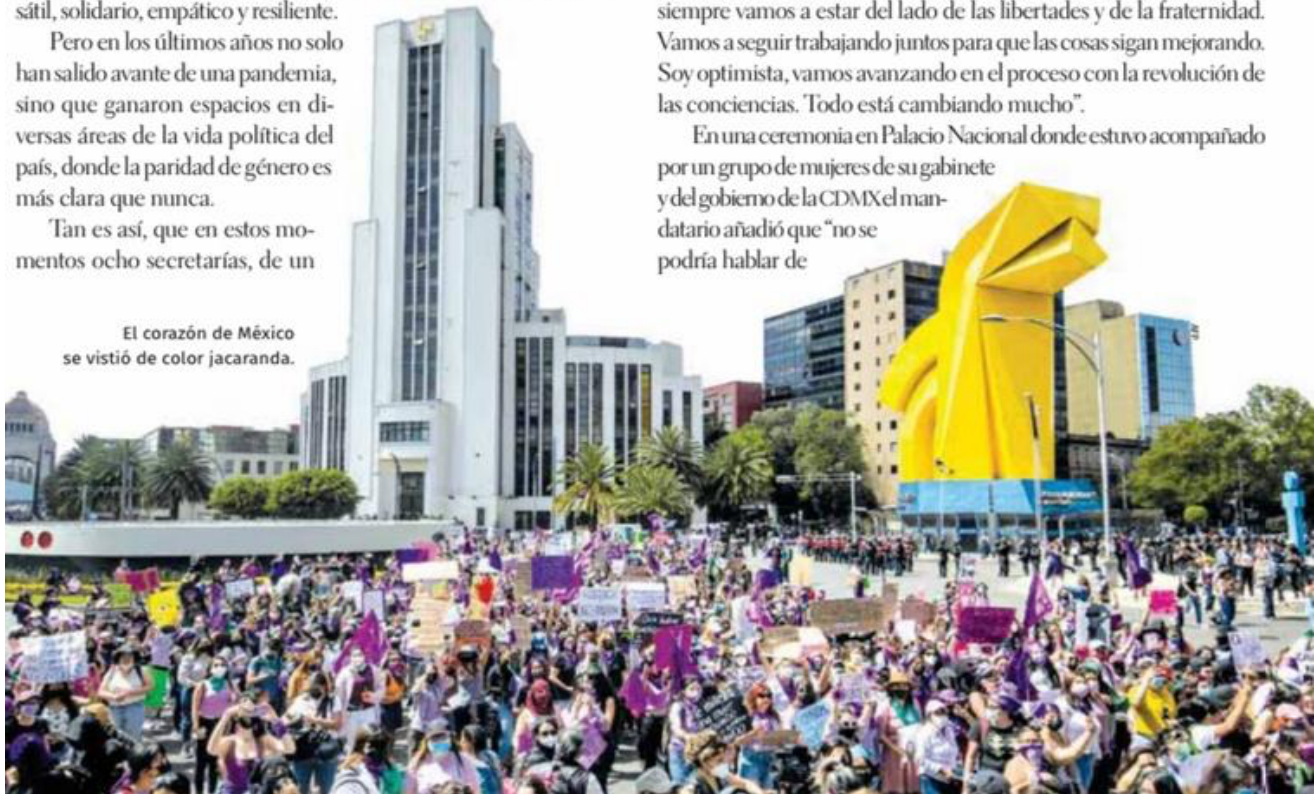 sátil, solidario, empático y resiliente.
Pero en los últimos años no solo
han salido avante de una pandemia,
sino que ganaron espacios en di-
versas áreas de la vida política del
país, donde la paridad de género es
más clara que nunca.
Tan es así, que en estos mo-
mentos ocho secretarías, de un
El corazón de México
se vistió de color jacaranda.
siempre vamos a estar del lado de las libertades y de la fraternidad.
Vamos a seguir trabajando juntos para que las cosas sigan mejorando.
Soy optimista, vamos avanzando en el proceso con la revolución de
las conciencias. Todo está cambiando mucho”.
En una ceremonia en Palacio Nacional donde estuvo acompañado
por un grupo de mujeres de su gabinete
y del gobierno de la CDMX el man-
datario añadió que “no se
podría hablar de